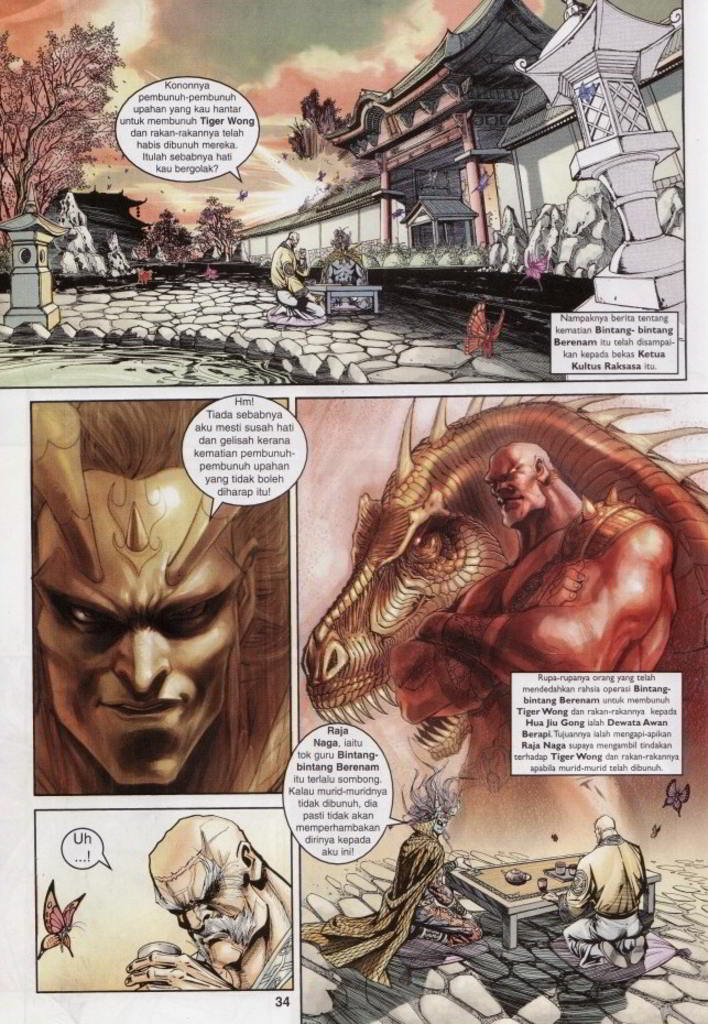 Kononnya
pembunuh-pembunuh
upahan yang kau hantar
untuk membunuh Tiger Wong
dan rakan-rakannya telah
habis dibunuh mereka.
Itulah sebabnya hati
kau bergolak?
Nampaknya berita tentang
kematian Bintang- bintang
Berenam itu telah disampai-
kan kepada bekas Ketua
Kultus Raksasa itu.
Hm!
Tiada sebabnya
aku mesti susah hati
dan gelisah kerana
kematian pembunuh-
pembunuh upahan
yang tidak boleh
diharap itu!
Rupa-rupanya orang yang telah
mendedahkan rahsia operasi Bintang-
bintang Berenam untuk membunuh
Tiger Wong dan rakan-rakannya kepada
Hua Jiu Gong ialah Dewata Awan
Berapi. Tujuannya ialah mengapi-apikan
Raja Naga supaya mengambil tindakan
terhadap Tiger Wong dan rakan-rakannya
apabila murid-murid telah dibunuh.
Raja
Naga, iaitu
tok guru Bintang-
bintang Berenam
itu terlalu sombong.
Kalau murid-muridnya
tidak dibunuh, dia
pasti tidak akan
memperhambakan
dirinya kepada
aku ini!
Uh
...!
34